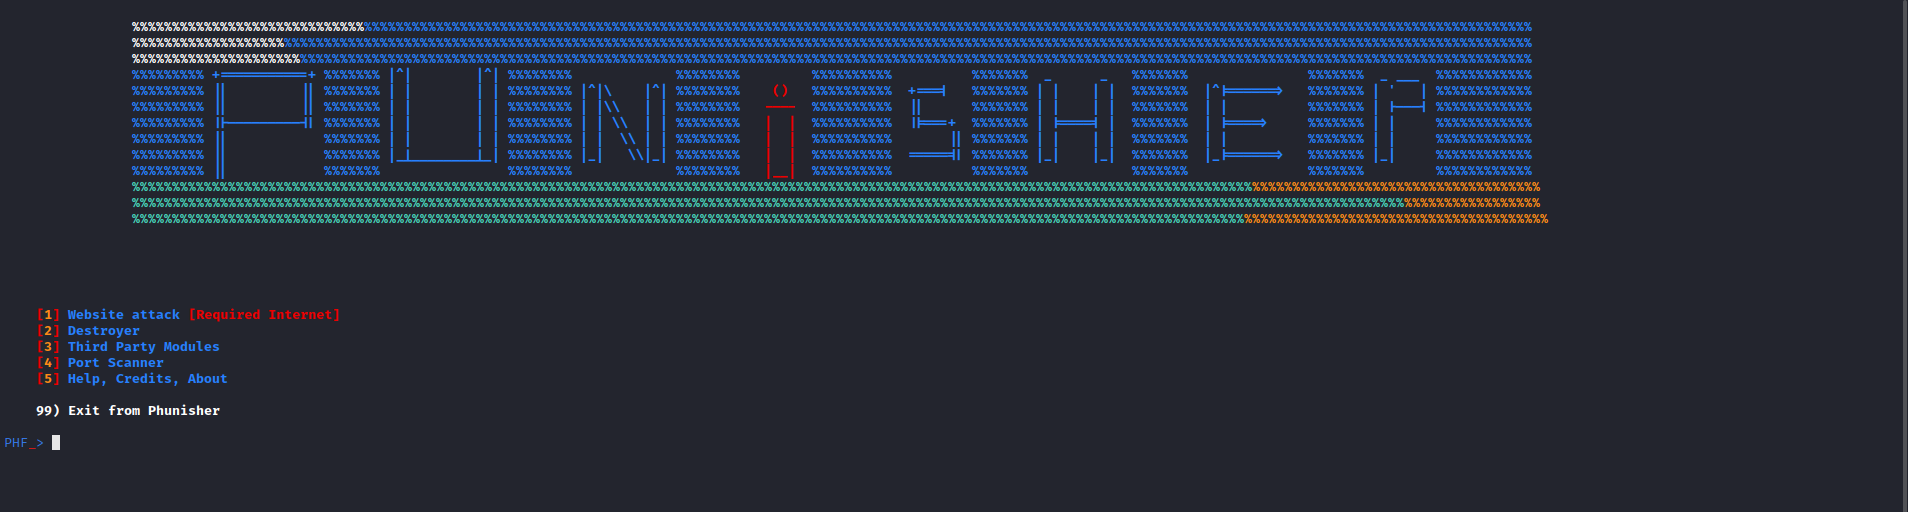 PUNISHER
[1] Website attack [Required Internet]
[2] Destroyer
[3] Third Party Modules
[4] Port Scanner
[5] Help, Credits, About
99) Exit from Phunisher
PHF_>